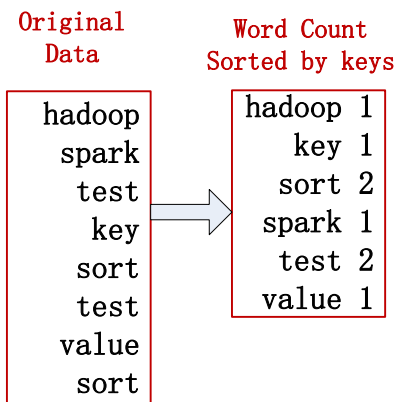 Original
Data
hadoop
spark
test
key
sort
test
value
sort
Word Count
Sorted by keys
hadoop 1
key 1
sort 2
spark 1
test 2
value 1